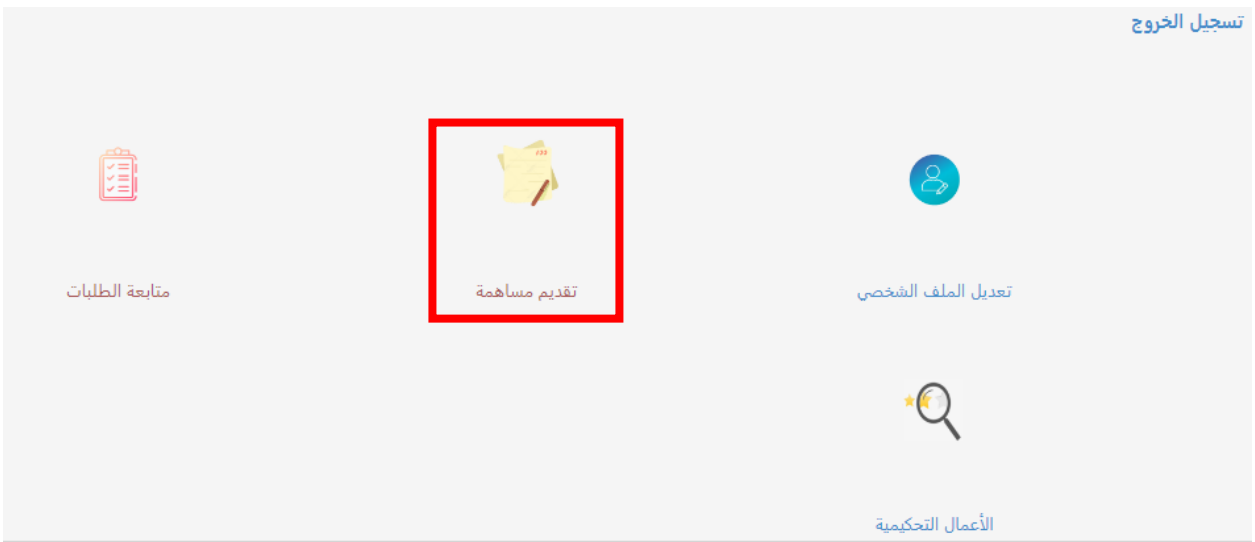 تسجيل الخروج
تعديل الملف الشخصي
تقديم مساهمة
متابعة الطلبات
الأعمال التحكيمية